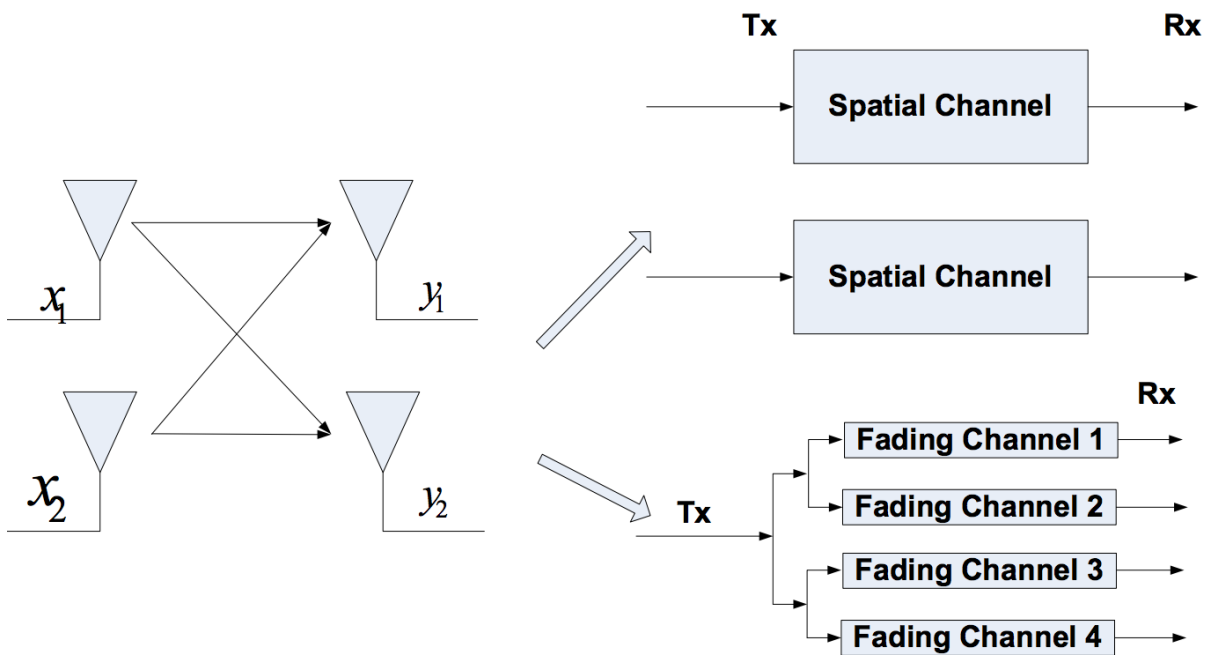 Tx Rx
Spatial Channel
Spatial Channel
x1 y1
x2 y2
Rx
Tx
Fading Channel 1
Fading Channel 2
Fading Channel 3
Fading Channel 4